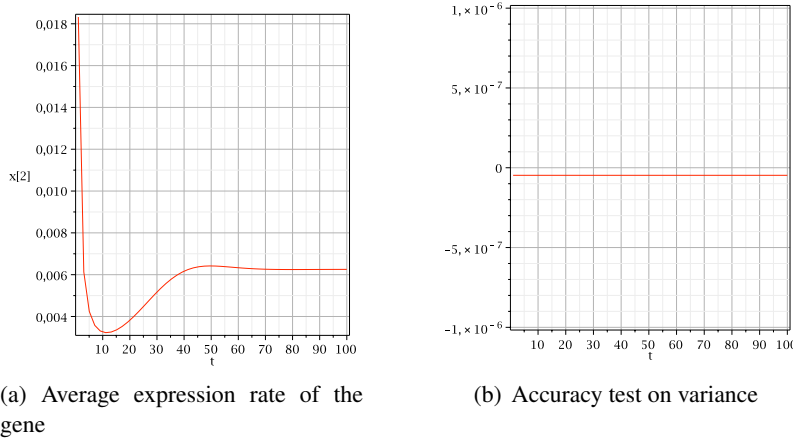 0,018
0,016
0,014
0,012
0,010
0,008
0,006
0,004
x[2]
10 20 30 40 50 60 70 80 90 100
t
1, × 10⁻⁶
5, × 10⁻⁷
0
−5, × 10⁻⁷
−1, × 10⁻⁶
10 20 30 40 50 60 70 80 90 100
t
(a) Average expression rate of the
gene
(b) Accuracy test on variance